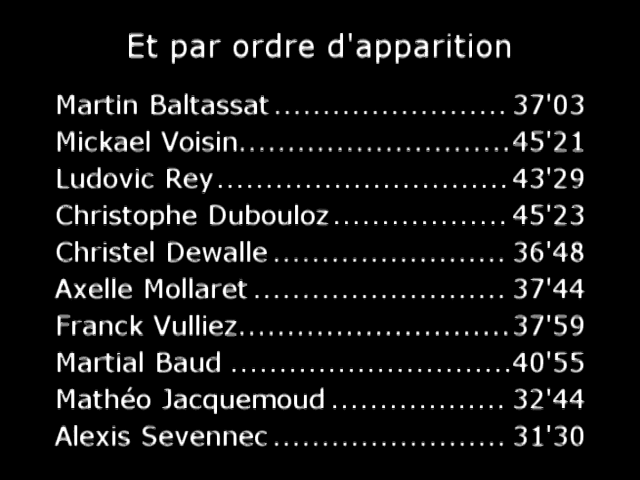 Et par ordre d'apparition
Martin Baltassat........................ 37'03
Mickael Voisin............................45'21
Ludovic Rey.............................. 43'29
Christophe Dubouloz.................. 45'23
Christel Dewalle........................ 36'48
Axelle Mollaret.......................... 37'44
Franck Vulliez............................37'59
Martial Baud .............................40'55
Mathéo Jacquemoud.................. 32'44
Alexis Sevennec........................ 31'30